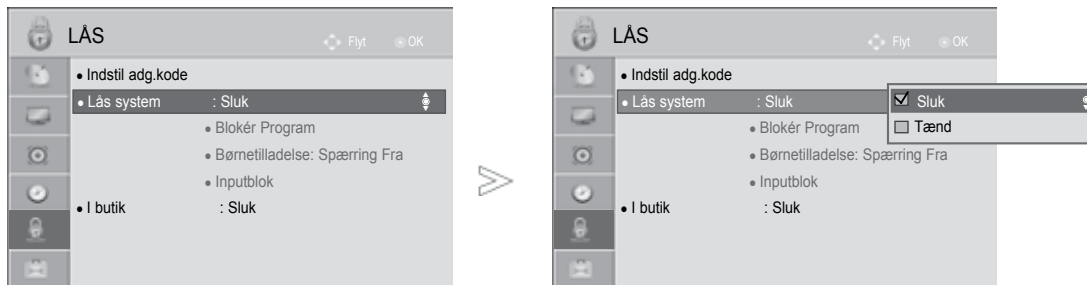 LÅS
Flyt OK
• Indstil adg.kode
• Lås system : Sluk
• Blokér Program
• Børnetilladelse: Spærring Fra
• Inputblok
• I butik : Sluk
LÅS
Flyt OK
• Indstil adg.kode
• Lås system : Sluk
Sluk
Tænd
• Blokér Program
• Børnetilladelse: Spærring Fra
• Inputblok
• I butik : Sluk